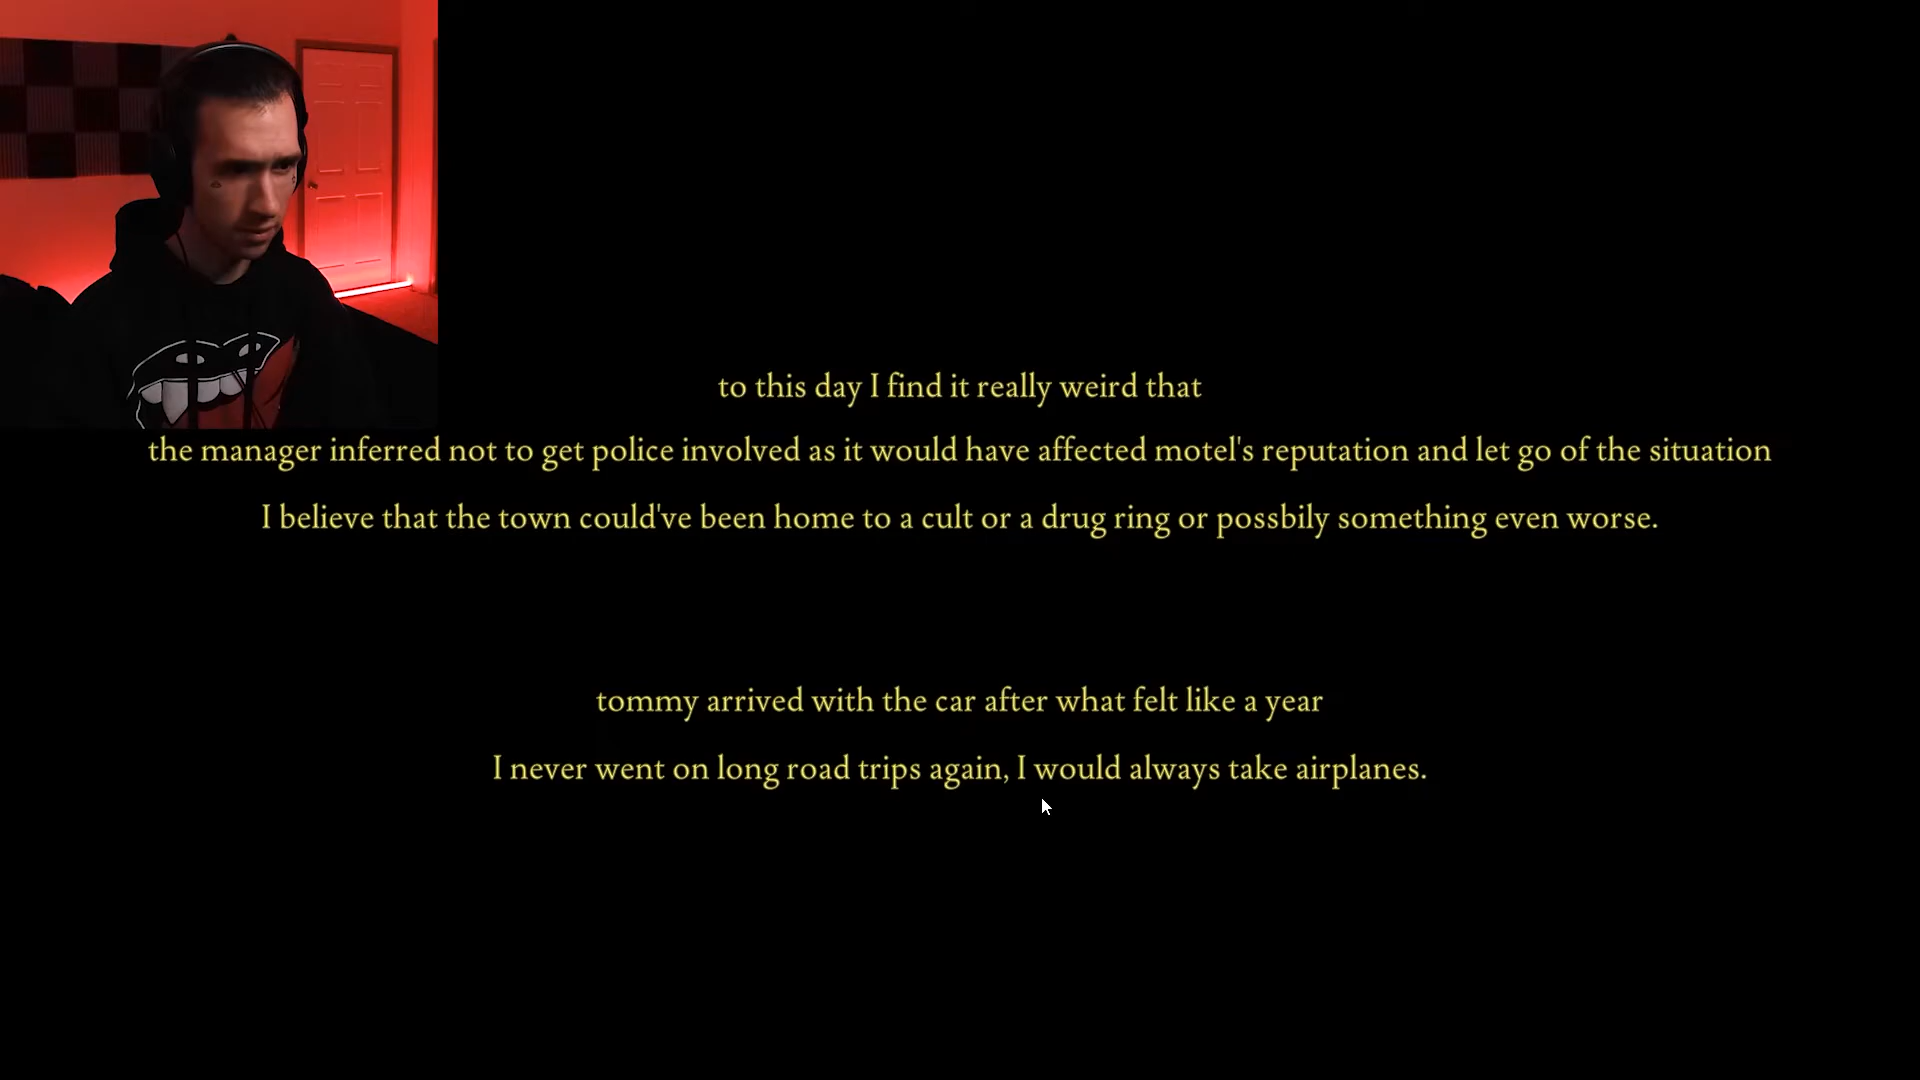 to this day I find it really weird that
the manager inferred not to get police involved as it would have affected motel's reputation and let go of the situation
I believe that the town could've been home to a cult or a drug ring or possbily something even worse.
tommy arrived with the car after what felt like a year
I never went on long road trips again, I would always take airplanes.